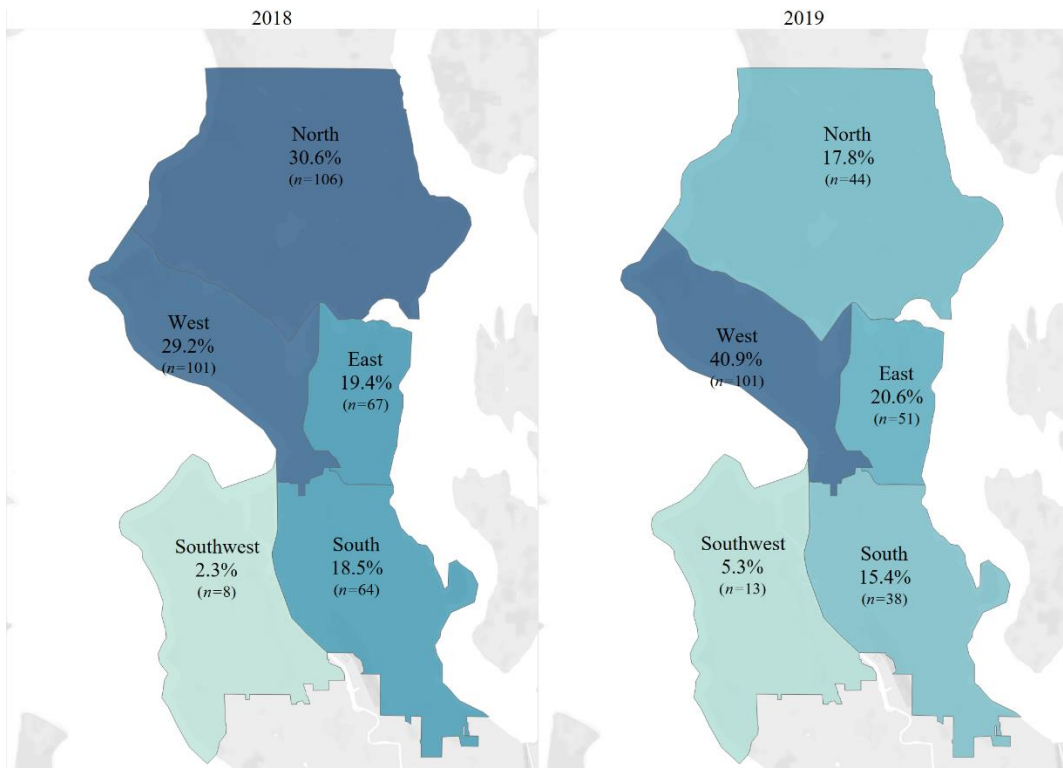 2018
North
30.6%
(n=106)
West
29.2%
(n=101)
East
19.4%
(n=67)
Southwest
2.3%
(n=8)
South
18.5%
(n=64)
2019
North
17.8%
(n=44)
West
40.9%
(n=101)
East
20.6%
(n=51)
Southwest
5.3%
(n=13)
South
15.4%
(n=38)